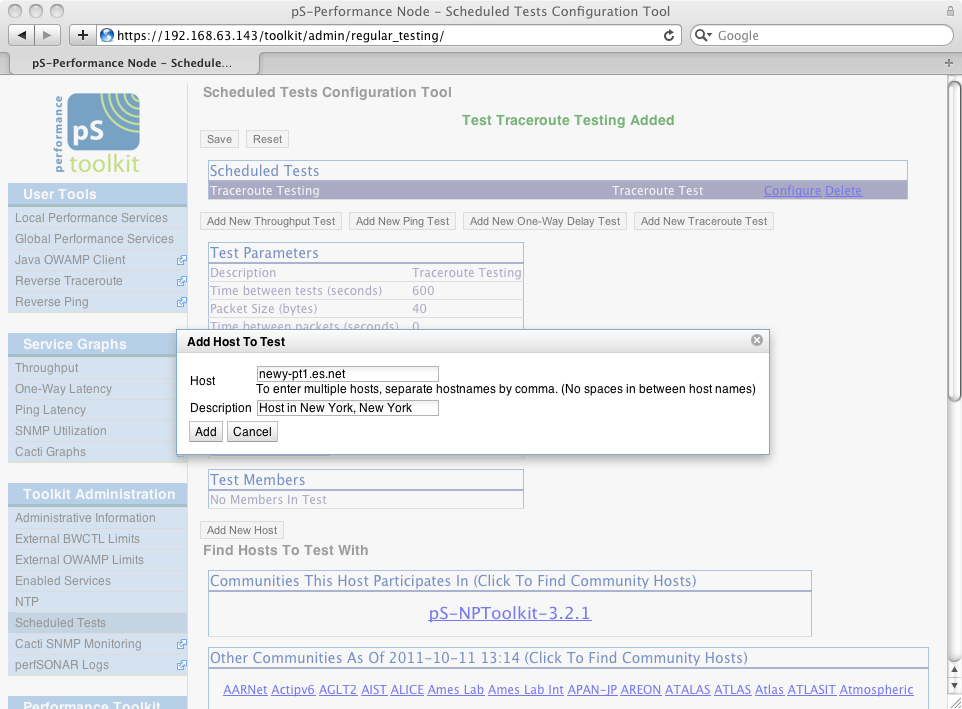 pS-Performance Node – Scheduled Tests Configuration Tool
https://192.168.63.143/toolkit/admin/regular_testing/
Google
pS-Performance Node – Schedule...
performance
pS
toolkit
User Tools
Local Performance Services
Global Performance Services
Java OWAMP Client
Reverse Traceroute
Reverse Ping
Service Graphs
Throughput
One-Way Latency
Ping Latency
SNMP Utilization
Cacti Graphs
Toolkit Administration
Administrative Information
External BWCTL Limits
External OWAMP Limits
Enabled Services
NTP
Scheduled Tests
Cacti SNMP Monitoring
perfSONAR Logs
Performance Toolkit
Scheduled Tests Configuration Tool
Test Traceroute Testing Added
Save Reset
Scheduled Tests
Traceroute Testing Traceroute Test Configure Delete
Add New Throughput Test Add New Ping Test Add New One-Way Delay Test Add New Traceroute Test
Test Parameters
Description Traceroute Testing
Time between tests (seconds) 600
Packet Size (bytes) 40
Time between packets (seconds) 0
Add Host To Test
Host newy-pt1.es.net
To enter multiple hosts, separate hostnames by comma. (No spaces in between host names)
Description Host in New York, New York
Add Cancel
Test Members
No Members In Test
Add New Host
Find Hosts To Test With
Communities This Host Participates In (Click To Find Community Hosts)
pS-NPToolkit-3.2.1
Other Communities As Of 2011-10-11 13:14 (Click To Find Community Hosts)
AARNet Actipv6 AGLT2 AIST ALICE Ames Lab Ames Lab Int APAN-JP AREON ATALAS ATLAS Atlas ATLASIT Atmospheric